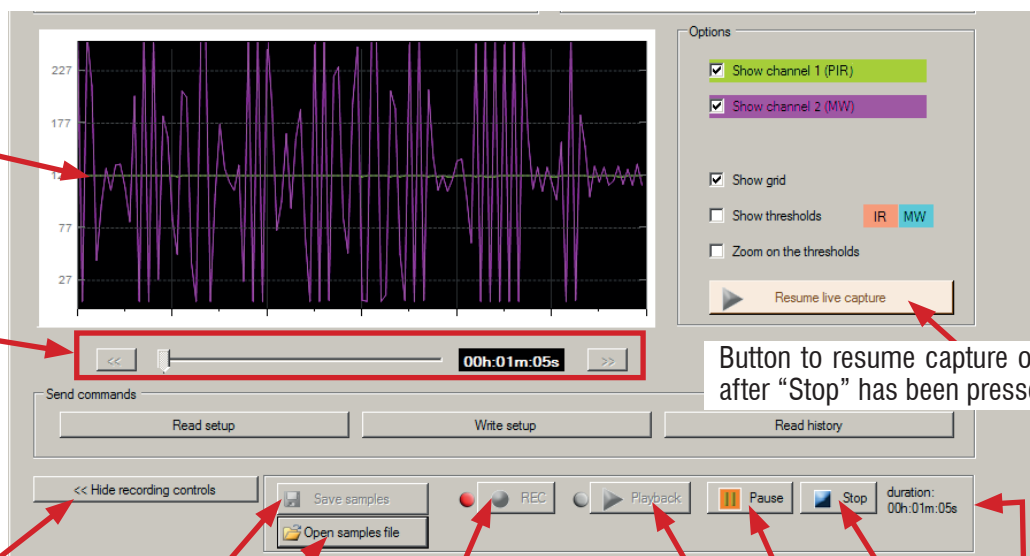 Options
227
Show channel 1 (PIR)
Show channel 2 (MW)
177
Show grid
77
Show thresholds IR MW
Zoom on the thresholds
27
Resume live capture
<< 00h:01m:05s >>
Button to resume capture
after “Stop” has been
Send commands
Read setup Write setup Read history
<< Hide recording controls
Save samples REC Playback Pause Stop duration:
00h:01m:05s
Open samples file